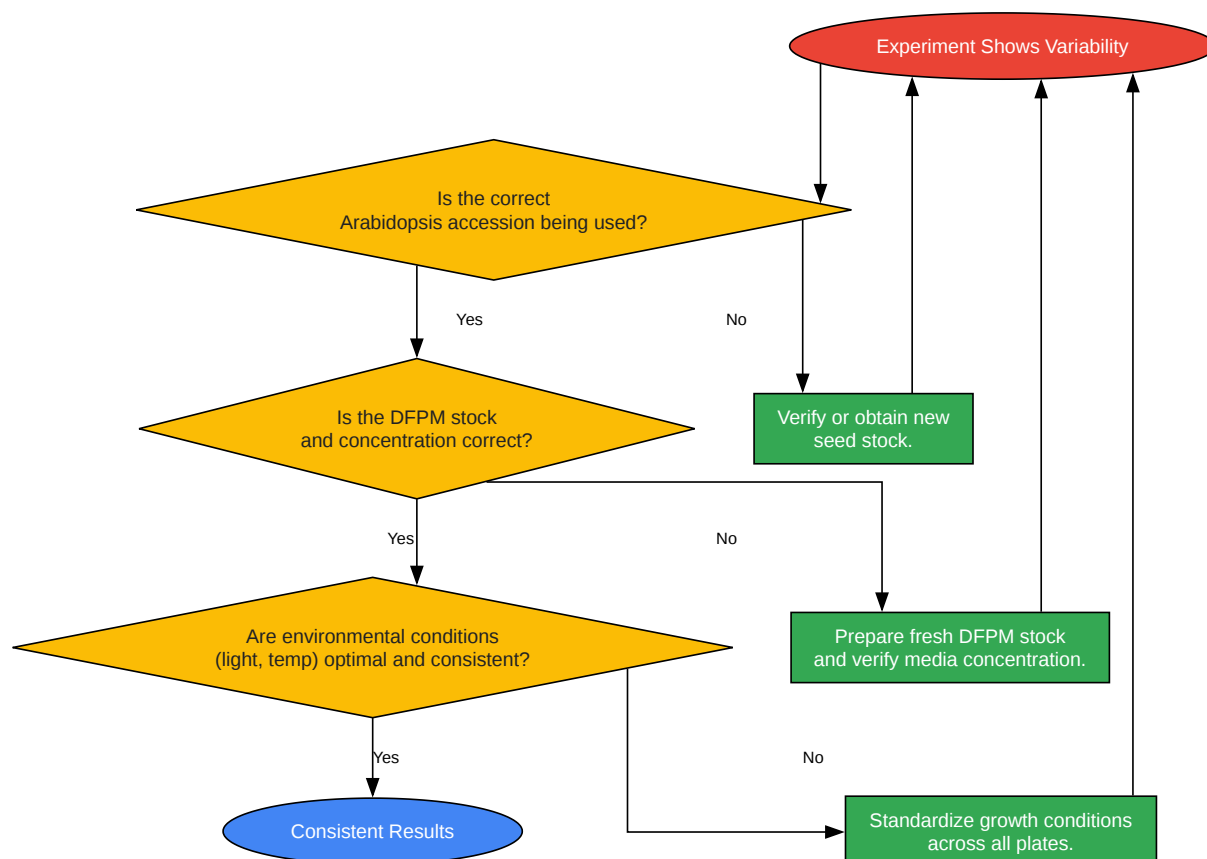 Experiment Shows Variability
Is the correct
Arabidopsis accession being used?
Yes
No
Is the DFPM stock
and concentration correct?
Verify or obtain new
seed stock.
Yes
No
Are environmental conditions
(light, temp) optimal and consistent?
Prepare fresh DFPM stock
and verify media concentration.
Yes
No
Consistent Results
Standardize growth conditions
across all plates.